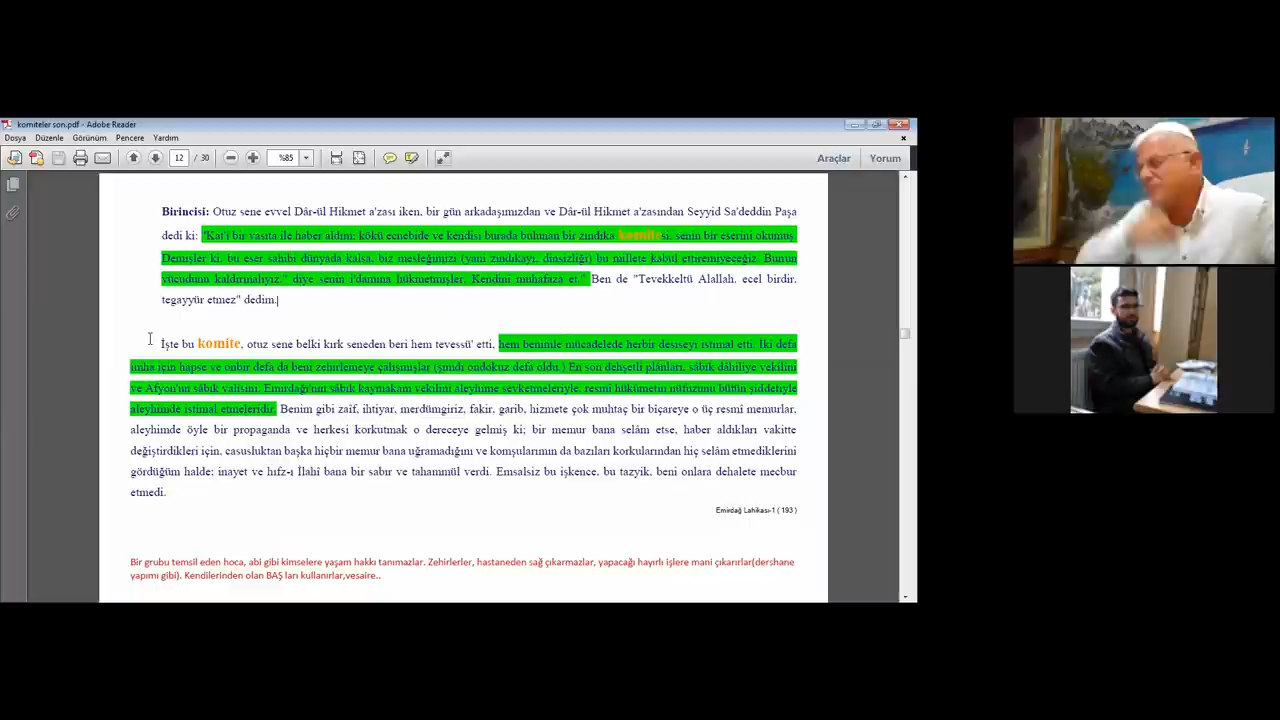 komiteler son.pdf - Adobe Reader
Dosya Düzenle Görünüm Pencere Yardım
12 / 30 %85 Araçlar Yorum
Birincisi: Otuz sene evvel Dâr-ül Hikmet a'zası iken, bir gün arkadaşımızdan ve Dâr-ül Hikmet a'zasından Seyyid Sa'deddin Paşa
dedi ki: "Kat'î bir vasıta ile haber aldım; kökü ecnebide ve kendisi burada bulunan bir zındıka komitesi, senin bir eserini okumuş.
Demişler ki, bu eser sahibi dünyada kalsa, biz mesleğimizi (yani zındıkayı, dinsizliği) bu millete kabul ettiremiyeceğiz. Bunun
vücudunu kaldırmalıyız." diye senin i'damına hükmetmişler. Kendini muhafaza et." Ben de "Tevekkeltü Alallah, ecel birdir,
tegayyür etmez" dedim.
İşte bu komite, otuz sene belki kırk seneden beri hem tevessü' etti, hem benimle mücadelede herbir desiseyi istimal etti. İki defa
imha için hapse ve onbir defa da beni zehirlemeye çalışmışlar (şimdi ondokuz defa oldu.) En son dehşetli plânları, sâbık dâhiliye vekilini
ve Afyon'un sâbık valisini, Emirdağı'nın sâbık kaymakam vekilini aleyhime sevketmeleriyle, resmî hükûmetin nüfuzunu bütün şiddetiyle
aleyhimde istimal etmeleridir. Benim gibi zaîf, ihtiyar, merdümgiriz, fakir, garib, hizmete çok muhtaç bir bîçareye o üç resmî memurlar,
aleyhimde öyle bir propaganda ve herkesi korkutmak o dereceye gelmiş ki; bir memur bana selâm etse, haber aldıkları vakitte
değiştirdikleri için, casusluktan başka hiçbir memur bana uğramadığını ve komşularımın da bazıları korkularından hiç selâm etmediklerini
gördüğüm halde; inayet ve hıfz-ı İlahî bana bir sabır ve tahammül verdi. Emsalsiz bu işkence, bu tazyik, beni onlara dehalete mecbur
etmedi.
Emirdağ Lahikası-1 ( 193 )
Bir grubu temsil eden hoca, abi gibi kimselere yaşam hakkı tanımazlar. Zehirlerler, hastaneden sağ çıkarmazlar, yapacağı hayırlı işlere mani çıkarırlar(dershane
yapımı gibi). Kendilerinden olan BAŞ ları kullanırlar,vesaire..